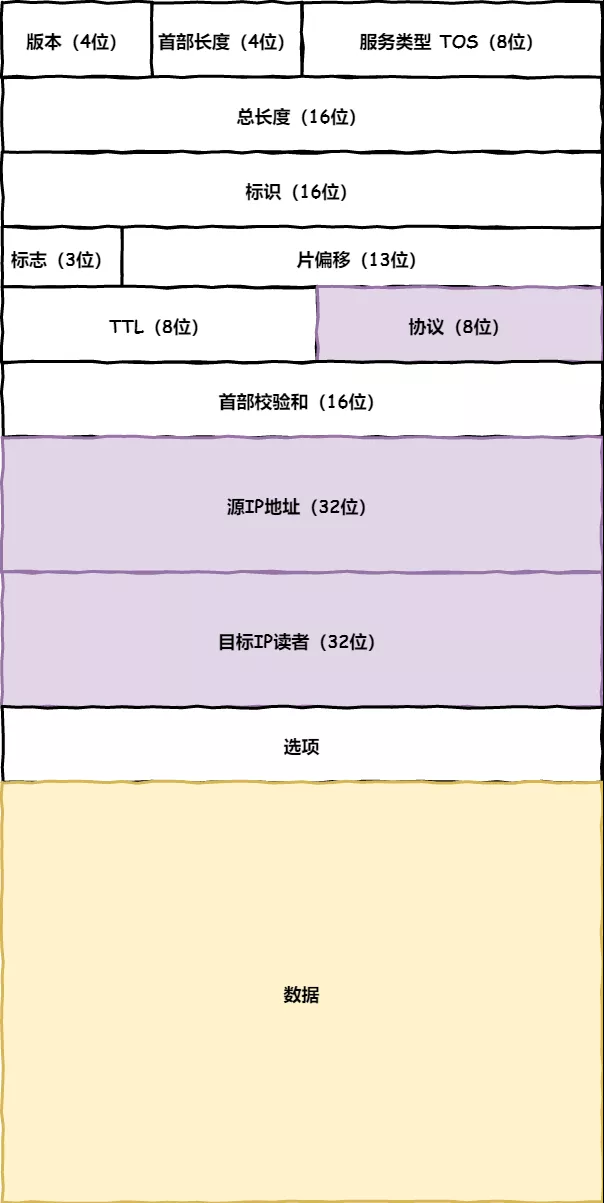 版本（4位） 首部长度（4位） 服务类型 TOS（8位）
总长度（16位）
标识（16位）
标志（3位） 片偏移（13位）
TTL（8位） 协议（8位）
首部校验和（16位）
源IP地址（32位）
目标IP读者（32位）
选项
数据